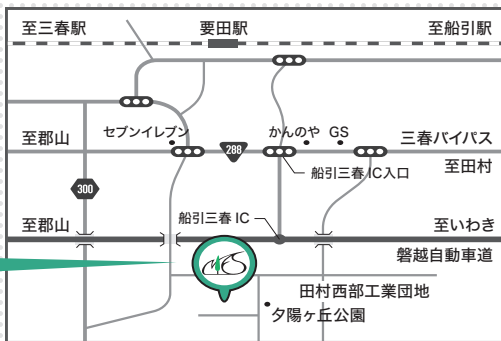 至三春駅
要田駅
至船引駅
至郡山
セブンイレブン
288
かんのや
GS
三春バイパス
船引三春IC入口
至田村
300
至郡山
船引三春 IC
至いわき
磐越自動車道
MES
田村西部工業団地
夕陽ヶ丘公園